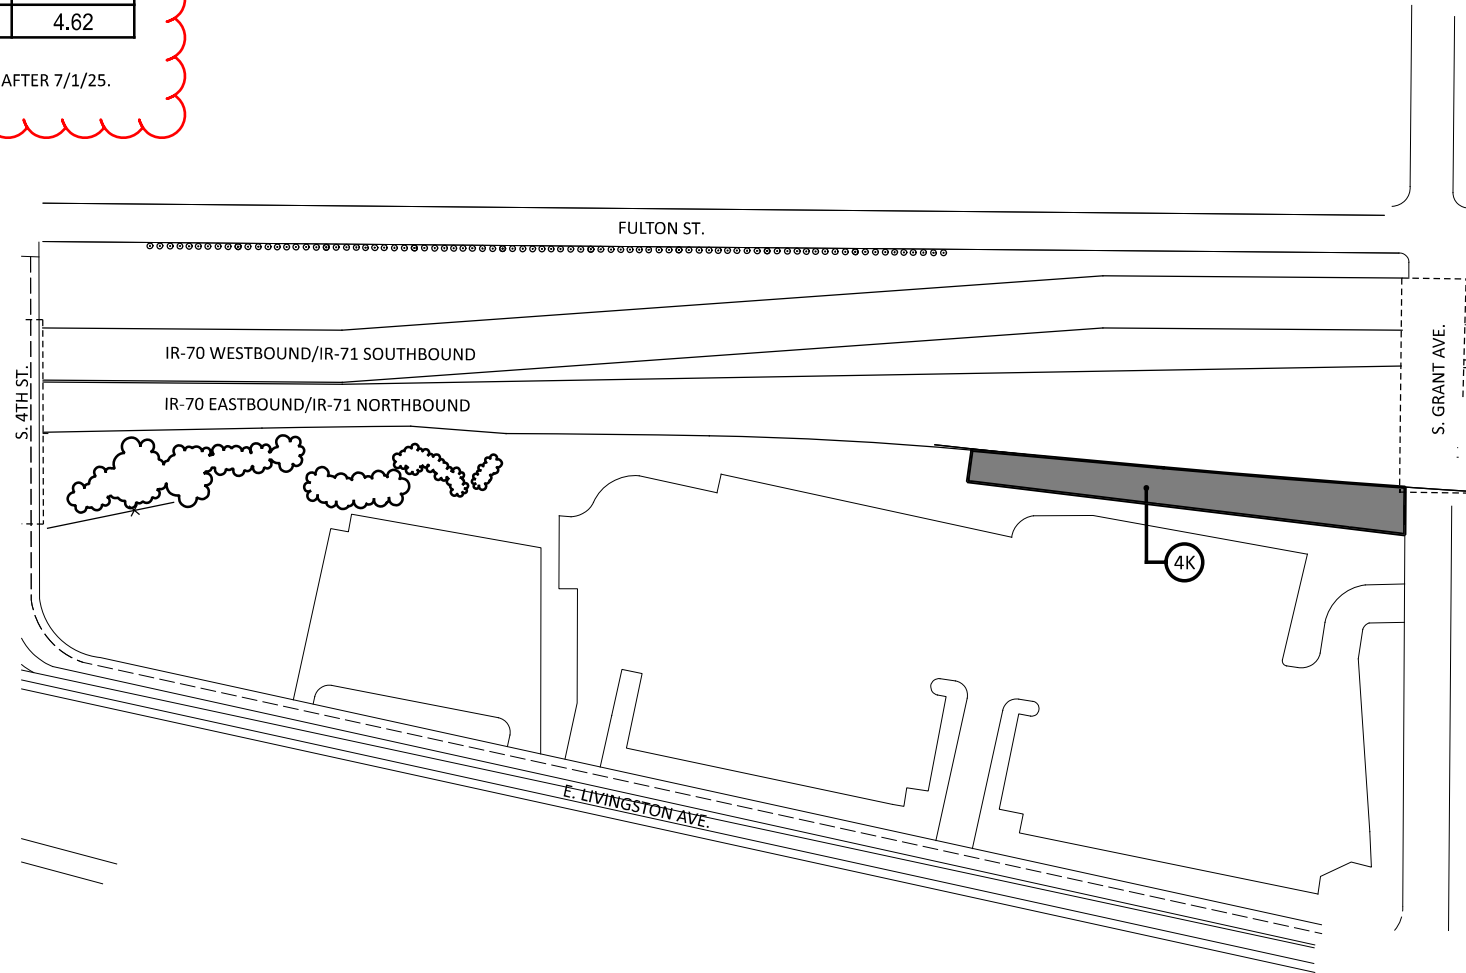 4.62
AFTER 7/1/25.
FULTON ST.
IR-70 WESTBOUND/IR-71 SOUTHBOUND
IR-70 EASTBOUND/IR-71 NORTHBOUND
S. 4TH ST.
S. GRANT AVE.
4K
E. LIVINGSTON AVE.